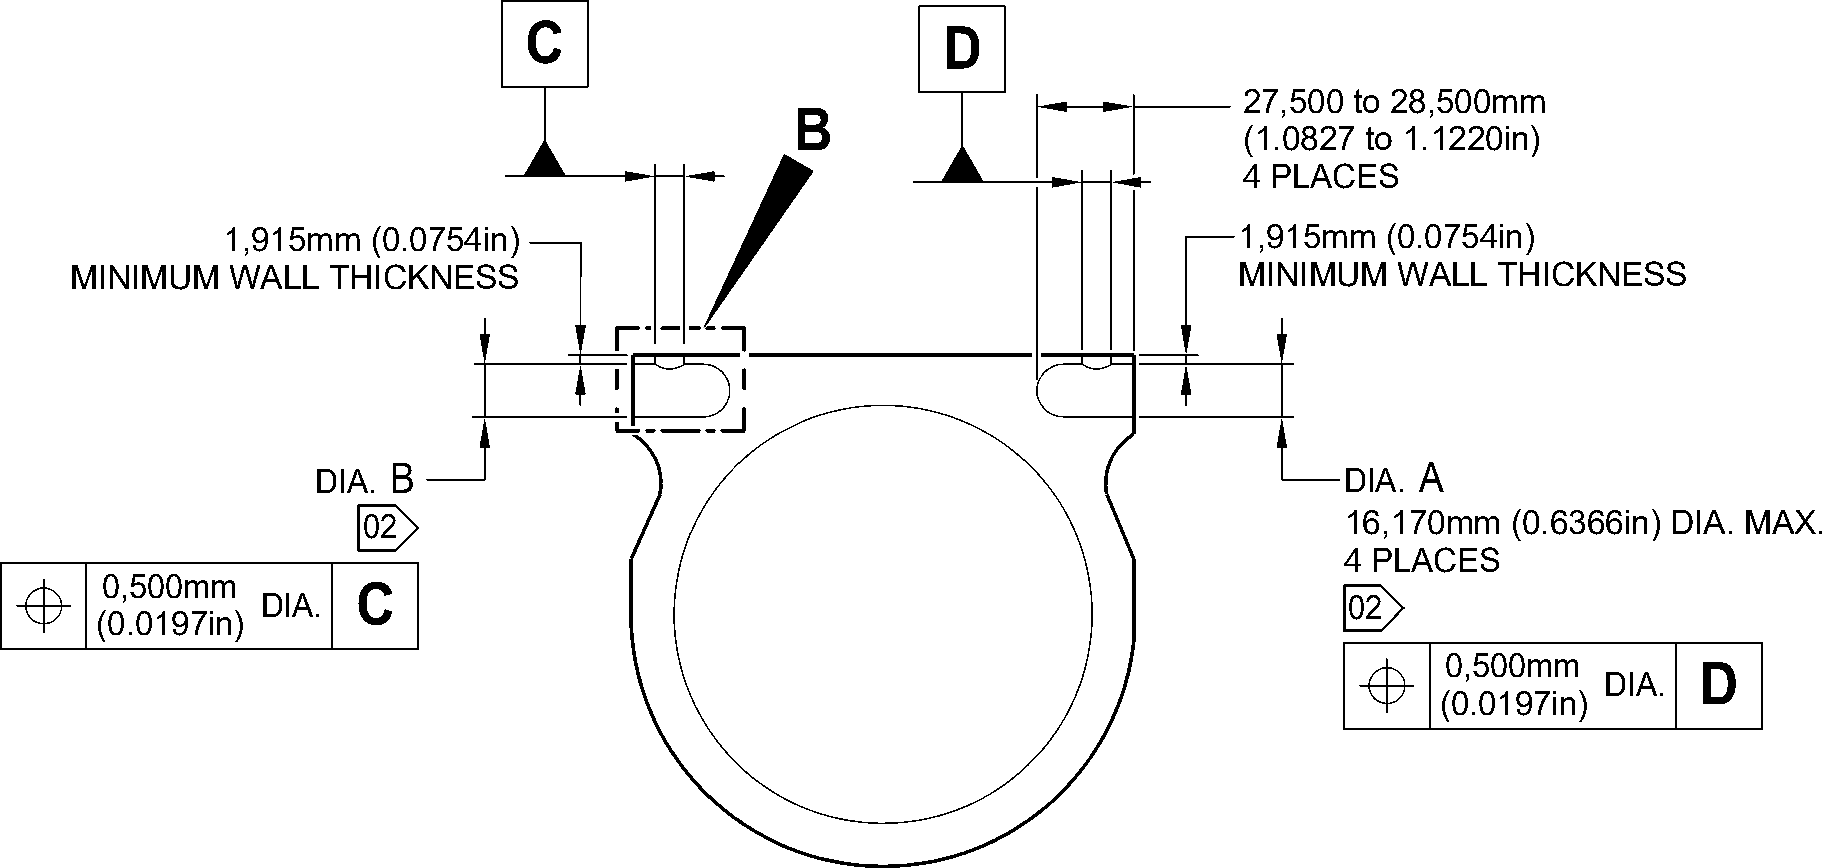 C
D
B
27,500 to 28,500mm
(1.0827 to 1.1220in)
4 PLACES
1,915mm (0.0754in)
MINIMUM WALL THICKNESS
1,915mm (0.0754in)
MINIMUM WALL THICKNESS
DIA. B
02
0,500mm
(0.0197in) DIA. C
DIA. A
16,170mm (0.6366in) DIA. MAX.
4 PLACES
02
0,500mm
(0.0197in) DIA. D